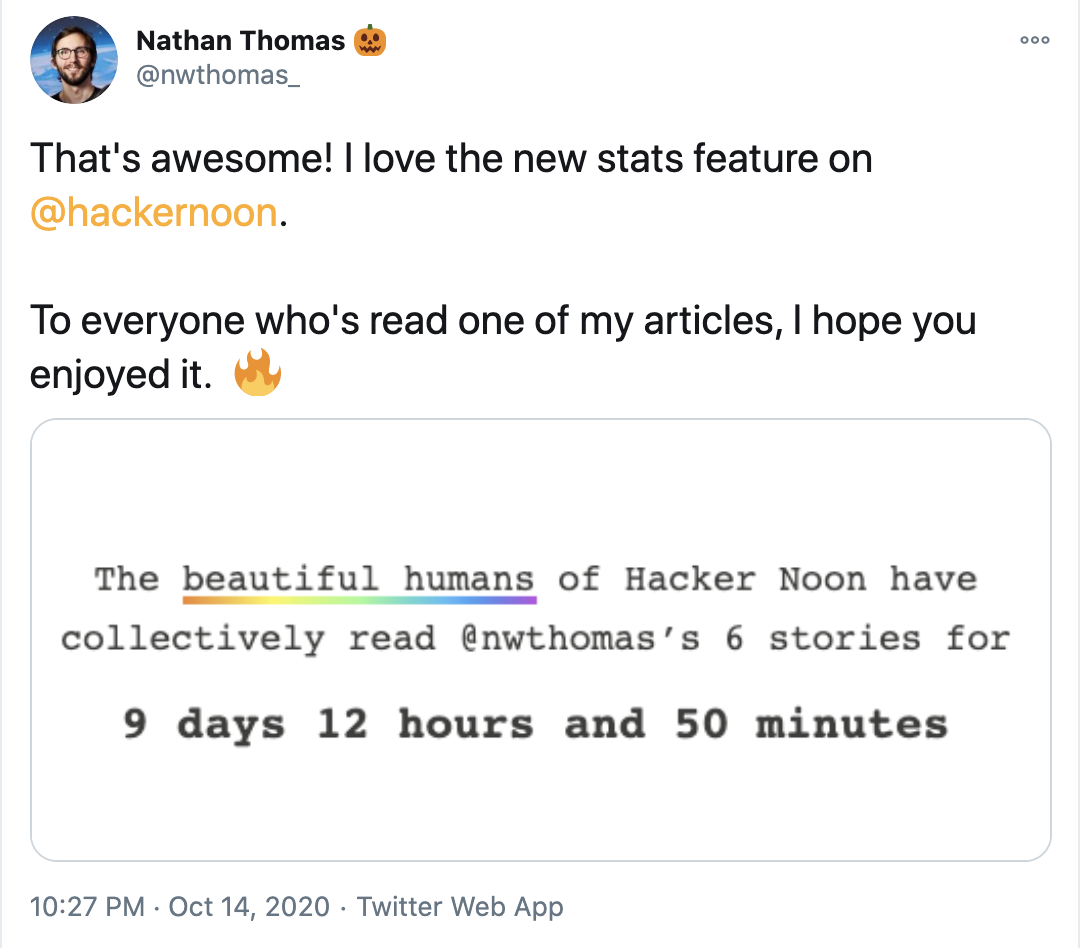 Nathan Thomas 🎃
@nwthomas_
That's awesome! I love the new stats feature on
@hackernoon.
To everyone who's read one of my articles, I hope you
enjoyed it. 🔥
The beautiful humans of Hacker Noon have
collectively read @nwthomas’s 6 stories for
9 days 12 hours and 50 minutes
10:27 PM · Oct 14, 2020 · Twitter Web App